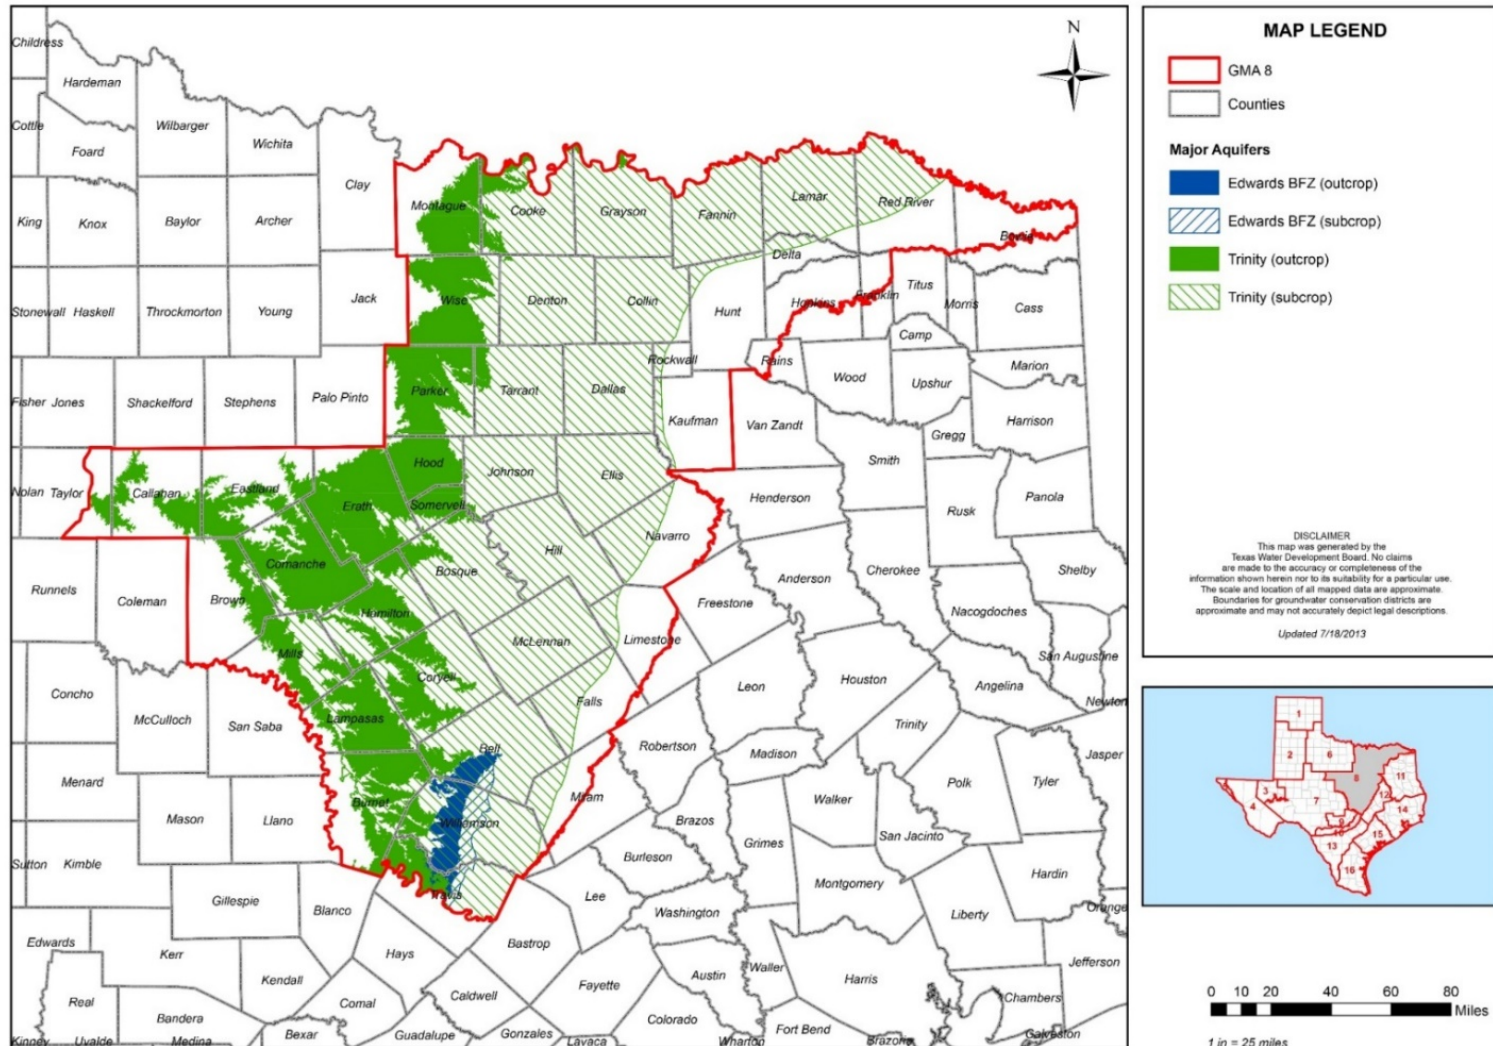 N
Childress
Hardeman
Cottle
Foard
Wilbarger
Wichita
Clay
Montague
Cooke
Grayson
Fannin
Lamar
Red River
Bowie
King
Knox
Baylor
Archer
Delta
Jack
Wise
Denton
Collin
Hunt
Hopkins
Franklin
Titus
Morris
Cass
Stonewall
Haskell
Throckmorton
Young
Camp
Rockwall
Rains
Wood
Upshur
Marion
Fisher
Jones
Shackelford
Stephens
Palo Pinto
Parker
Tarrant
Dallas
Kaufman
Van Zandt
Gregg
Harrison
Smith
Nolan
Taylor
Callahan
Eastland
Hood
Johnson
Ellis
Erath
Somervell
Henderson
Rusk
Panola
Navarro
Hill
Bosque
Comanche
Runnels
Coleman
Brown
Hamilton
Freestone
Anderson
Cherokee
Shelby
Nacogdoches
McLennan
Limestone
Mills
San Augustine
Concho
McCulloch
San Saba
Lampasas
Coryell
Falls
Leon
Houston
Angelina
Newton
Trinity
Robertson
Madison
Jasper
Bell
Menard
Milam
Polk
Tyler
Mason
Llano
Burnet
Williamson
Brazos
Walker
Grimes
San Jacinto
Sutton
Kimble
Burleson
Hardin
Gillespie
Blanco
Travis
Lee
Washington
Montgomery
Liberty
Orange
Edwards
Kerr
Hays
Bastrop
Kendall
Fayette
Austin
Waller
Harris
Jefferson
Real
Comal
Caldwell
Chambers
Bandera
Kinney
Uvalde
Medina
Bexar
Guadalupe
Gonzales
Lavaca
Colorado
Wharton
Fort Bend
Brazoria
Galveston
MAP LEGEND
GMA 8
Counties
Major Aquifers
Edwards BFZ (outcrop)
Edwards BFZ (subcrop)
Trinity (outcrop)
Trinity (subcrop)
DISCLAIMER
This map was generated by the
Texas Water Development Board. No claims
are made to the accuracy or completeness of the
information shown herein nor to its suitability for a particular use.
The scale and location of all mapped data are approximate.
Boundaries for groundwater conservation districts are
approximate and may not accurately depict legal descriptions.
Updated 7/18/2013
1
2
6
8
11
3
4
7
12
14
9
10
13
15
16
0 10 20 40 60 80
Miles
1 in = 25 miles